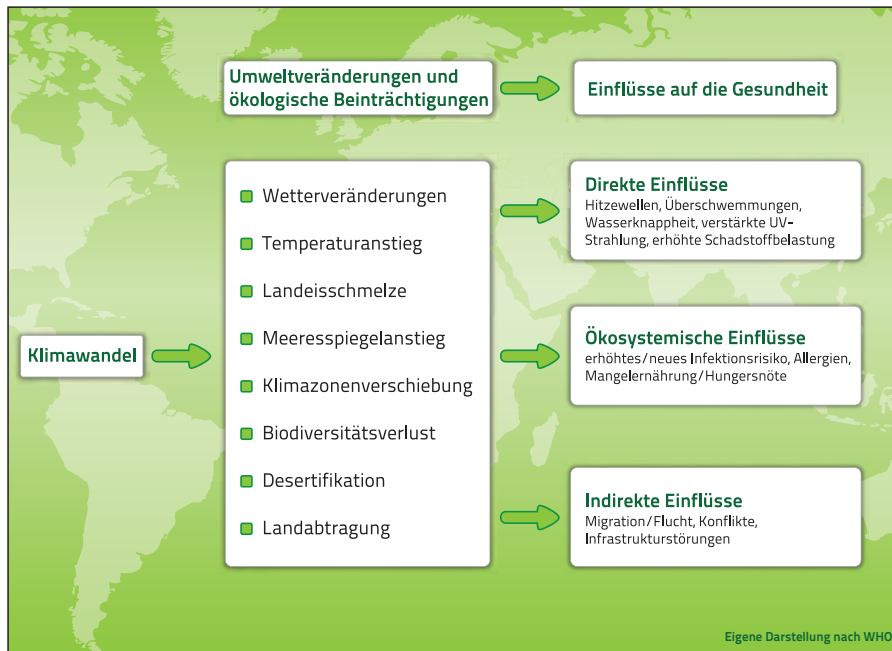 Umweltveränderungen und
ökologische Beinträchtigungen
Einflüsse auf die Gesundheit
Klimawandel
Wetterveränderungen
Temperaturanstieg
Landeisschmelze
Meeresspiegelanstieg
Klimazonenverschiebung
Biodiversitätsverlust
Desertifikation
Landabtragung
Direkte Einflüsse
Hitzewellen, Überschwemmungen,
Wasserknappheit, verstärkte UV-
Strahlung, erhöhte Schadstoffbelastung
Ökosystemische Einflüsse
erhöhtes/neues Infektionsrisiko, Allergien,
Mangelernährung/Hungersnöte
Indirekte Einflüsse
Migration/Flucht, Konflikte,
Infrastrukturstörungen
Eigene Darstellung nach WHO